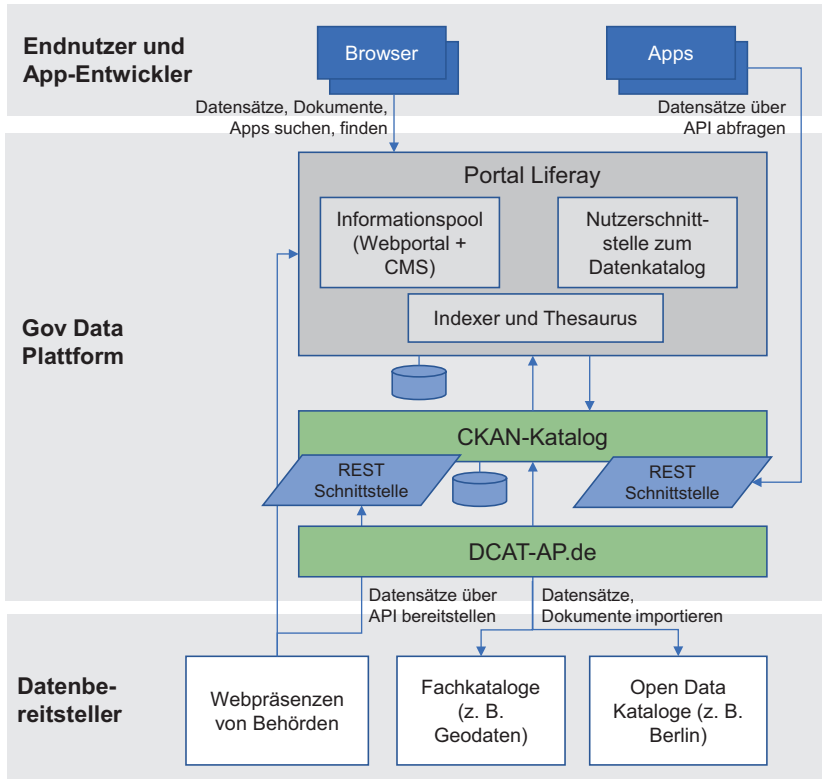 Endnutzer und
App-Entwickler
Browser
Apps
Datensätze, Dokumente,
Apps suchen, finden
Datensätze über
API abfragen
Gov Data
Plattform
Portal Liferay
Informationspool
(Webportal +
CMS)
Nutzerschnitt-
stelle zum
Datenkatalog
Indexer und Thesaurus
CKAN-Katalog
REST
Schnittstelle
REST
Schnittstelle
DCAT-AP.de
Datensätze über
API bereitstellen
Datensätze,
Dokumente importieren
Datenbe-
reitsteller
Webpräsenzen
von Behörden
Fachkataloge
(z. B.
Geodaten)
Open Data
Kataloge (z. B.
Berlin)